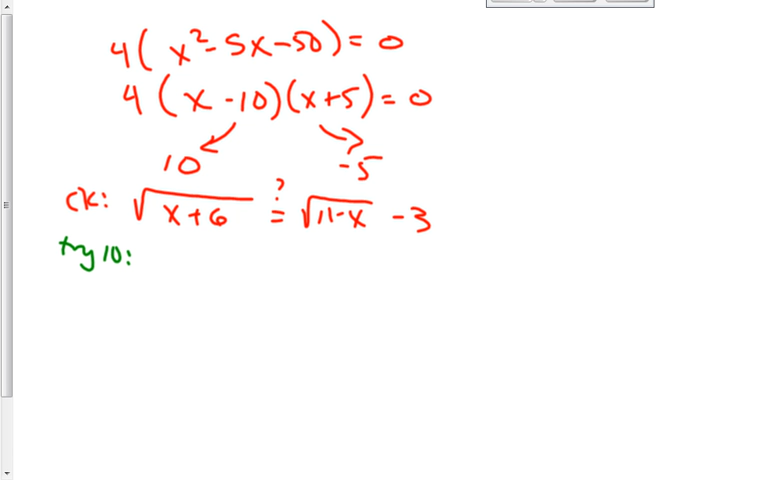 4(x²-5x-50)=0
4(x-10)(x+5)=0
10 -5
ck: √x+6 ?= √11-x -3
try 10: